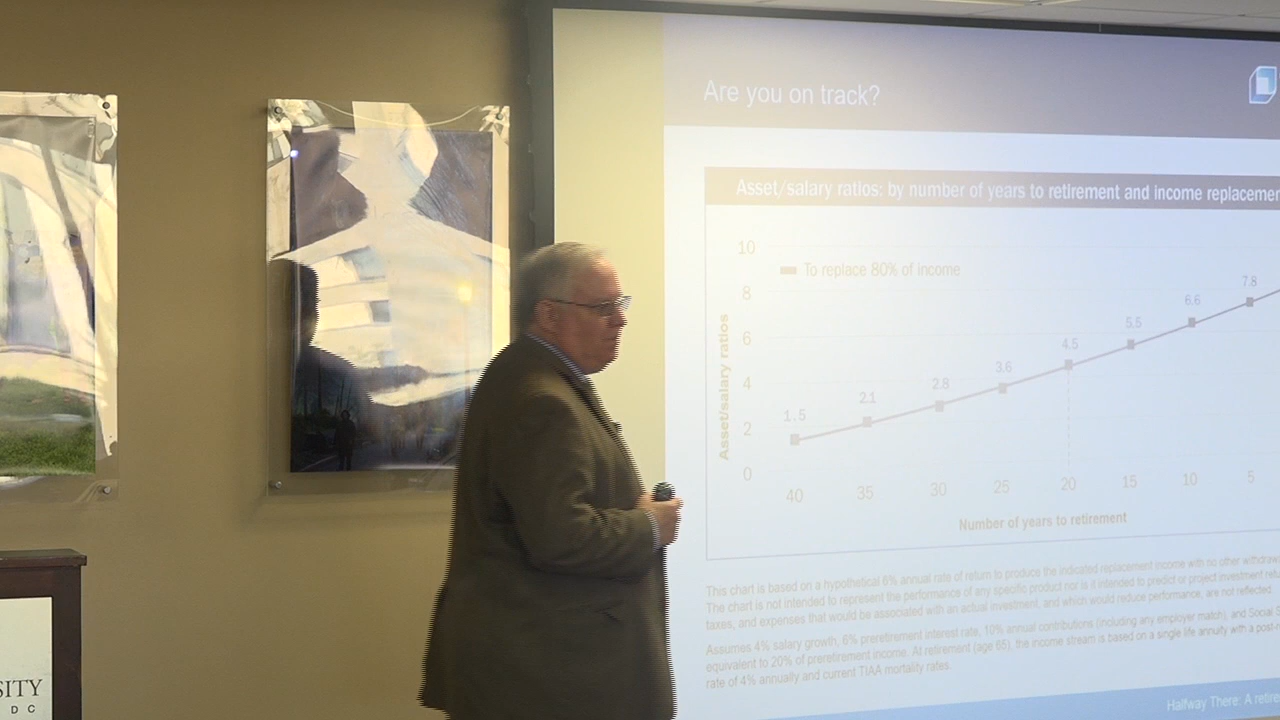 Are you on track?
Asset/salary ratios: by number of years to retirement and income
10
To replace 80% of income
8
6
4
2
0
Asset/salary ratios
1.5
2.1
2.8
3.6
4.5
5.5
6.6
7.8
40 35 30 25 20 15 10 5
Number of years to retirement
This chart is based on a hypothetical 6% annual rate of return to produce the indicated replacement income with no other
The chart is not intended to represent the performance of any specific product nor is it intended to predict or project investment
taxes, and expenses that would be associated with an actual investment, and which would reduce performance, are not reflected.
Assumes 4% salary growth, 6% preretirement interest rate, 10% annual contributions (including any employer match), and Social
equivalent to 20% of preretirement income. At retirement (age 65), the income stream is based on a single life annuity with a
rate of 4% annually and current TIAA mortality rates.
Halfway There: A
SITY
DC